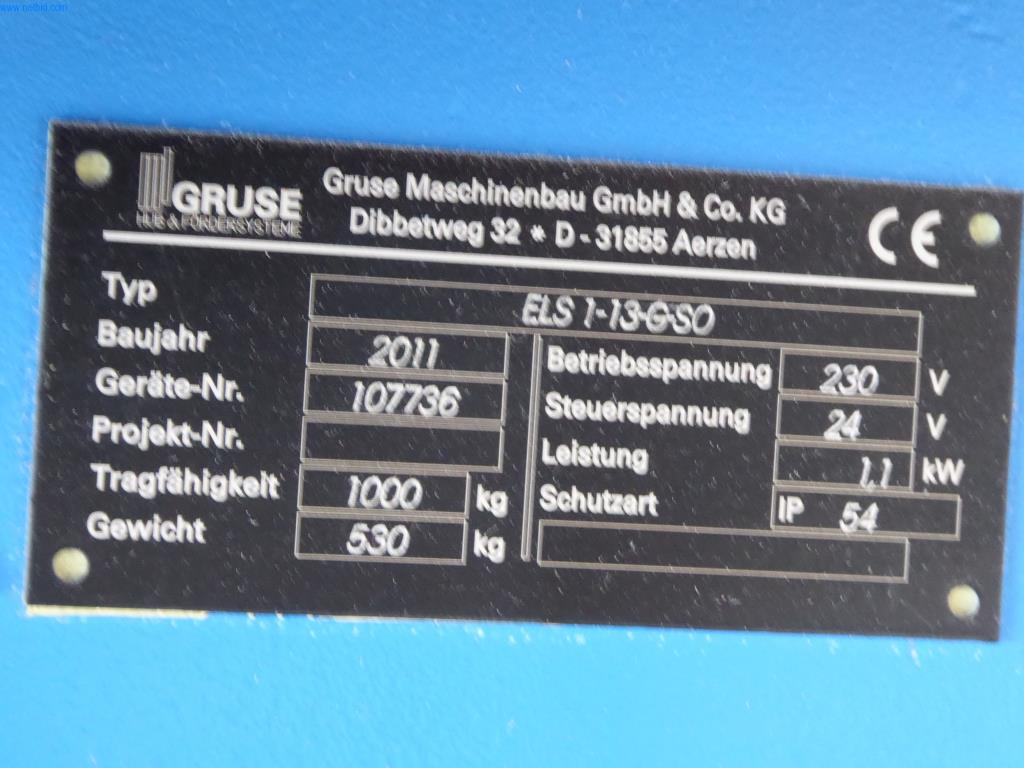 www.netbid.com
GRUSE
HUB & FÖRDERSYSTEME
Gruse Maschinenbau GmbH & Co. KG
Dibbetweg 32 * D - 31855 Aerzen
CE
Typ ELS 1-13-G-SO
Baujahr 2011
Geräte-Nr. 107736
Projekt-Nr.
Tragfähigkeit 1000 kg
Gewicht 530 kg
Betriebsspannung 230 V
Steuerspannung 24 V
Leistung 1,1 kW
Schutzart IP 54